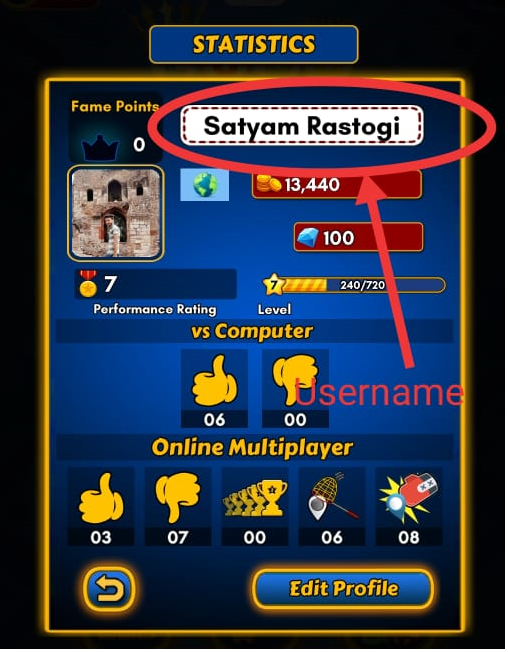 STATISTICS
Fame Points
0
Satyam Rastogi
13,440
100
7
Performance Rating
7
240/720
Level
vs Computer
06
00
Username
Online Multiplayer
03
07
00
06
08
Edit Profile